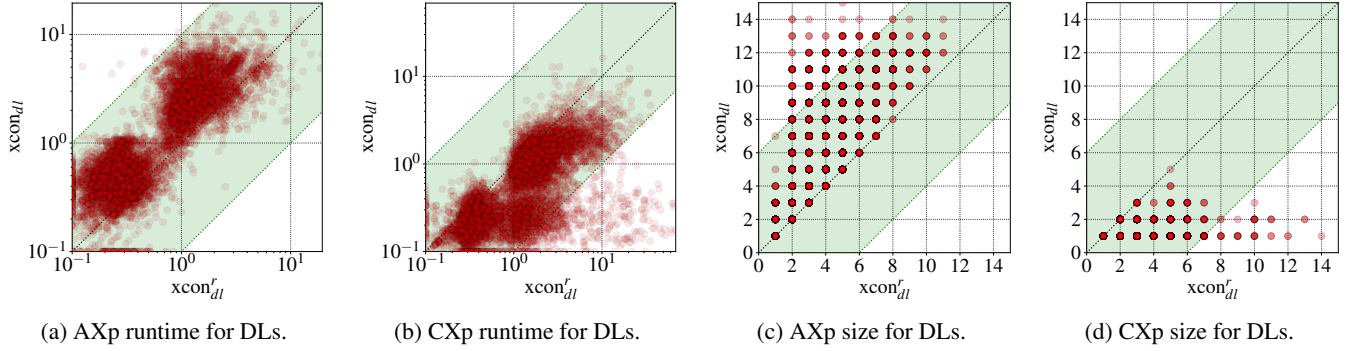 xcon_dl
10¹
10⁰
10⁻¹
10⁻¹ 10⁰ 10¹
xcon^r_dl
(a) AXp runtime for DLs.
xcon_dl
10¹
10⁰
10⁻¹
10⁻¹ 10⁰ 10¹
xcon^r_dl
(b) CXp runtime for DLs.
xcon_dl
14
12
10
8
6
4
2
0
0 2 4 6 8 10 12 14
xcon^r_dl
(c) AXp size for DLs.
xcon_dl
14
12
10
8
6
4
2
0
0 2 4 6 8 10 12 14
xcon^r_dl
(d) CXp size for DLs.